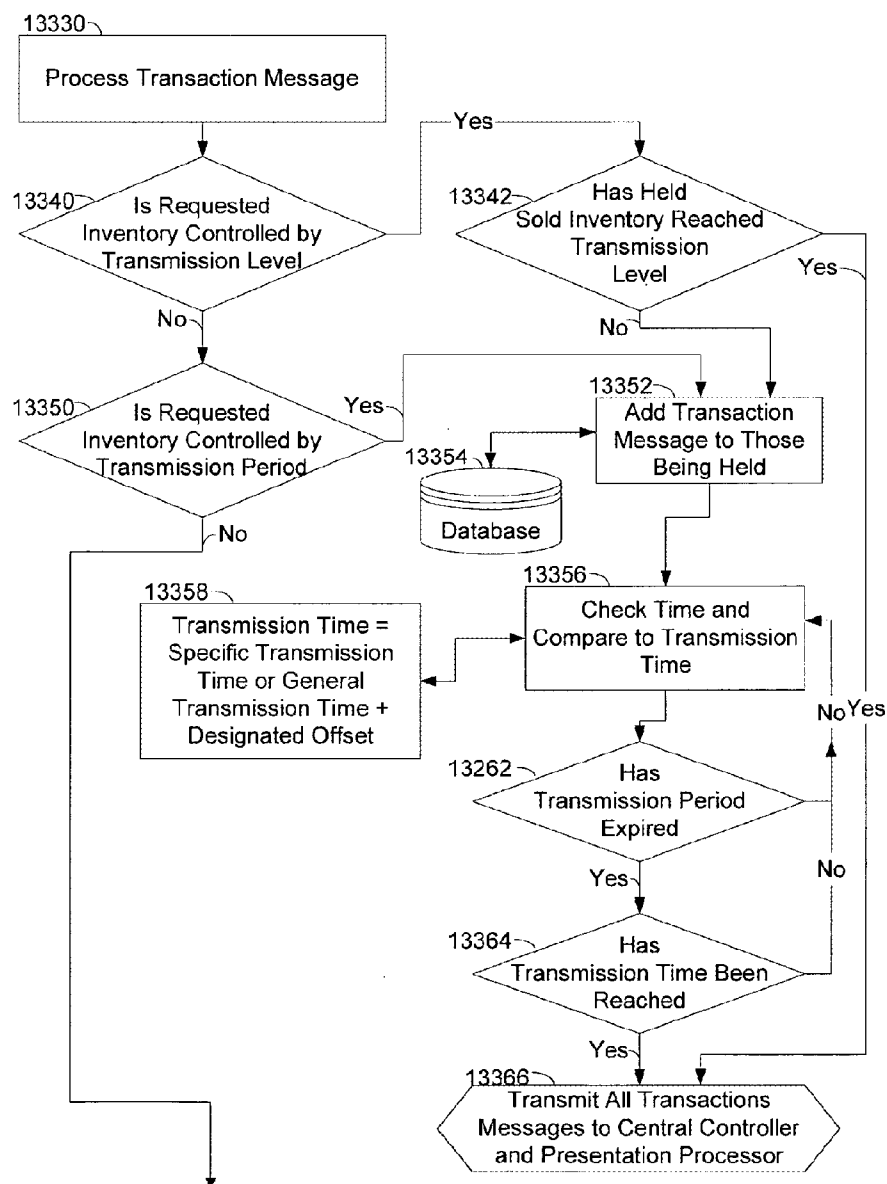 13330
Process Transaction Message
Yes
13340
Is Requested
Inventory Controlled by
Transmission Level
13342
Has Held
Sold Inventory Reached
Transmission
Level
Yes
No
No
13350
Is Requested
Inventory Controlled by
Transmission Period
Yes
13352
Add Transaction
Message to Those
Being Held
13354
Database
No
13356
Check Time and
Compare to Transmission
Time
13358
Transmission Time =
Specific Transmission
Time or General
Transmission Time +
Designated Offset
No
Yes
13262
Has
Transmission Period
Expired
Yes
No
13364
Has
Transmission Time Been
Reached
Yes
13366
Transmit All Transactions
Messages to Central Controller
and Presentation Processor